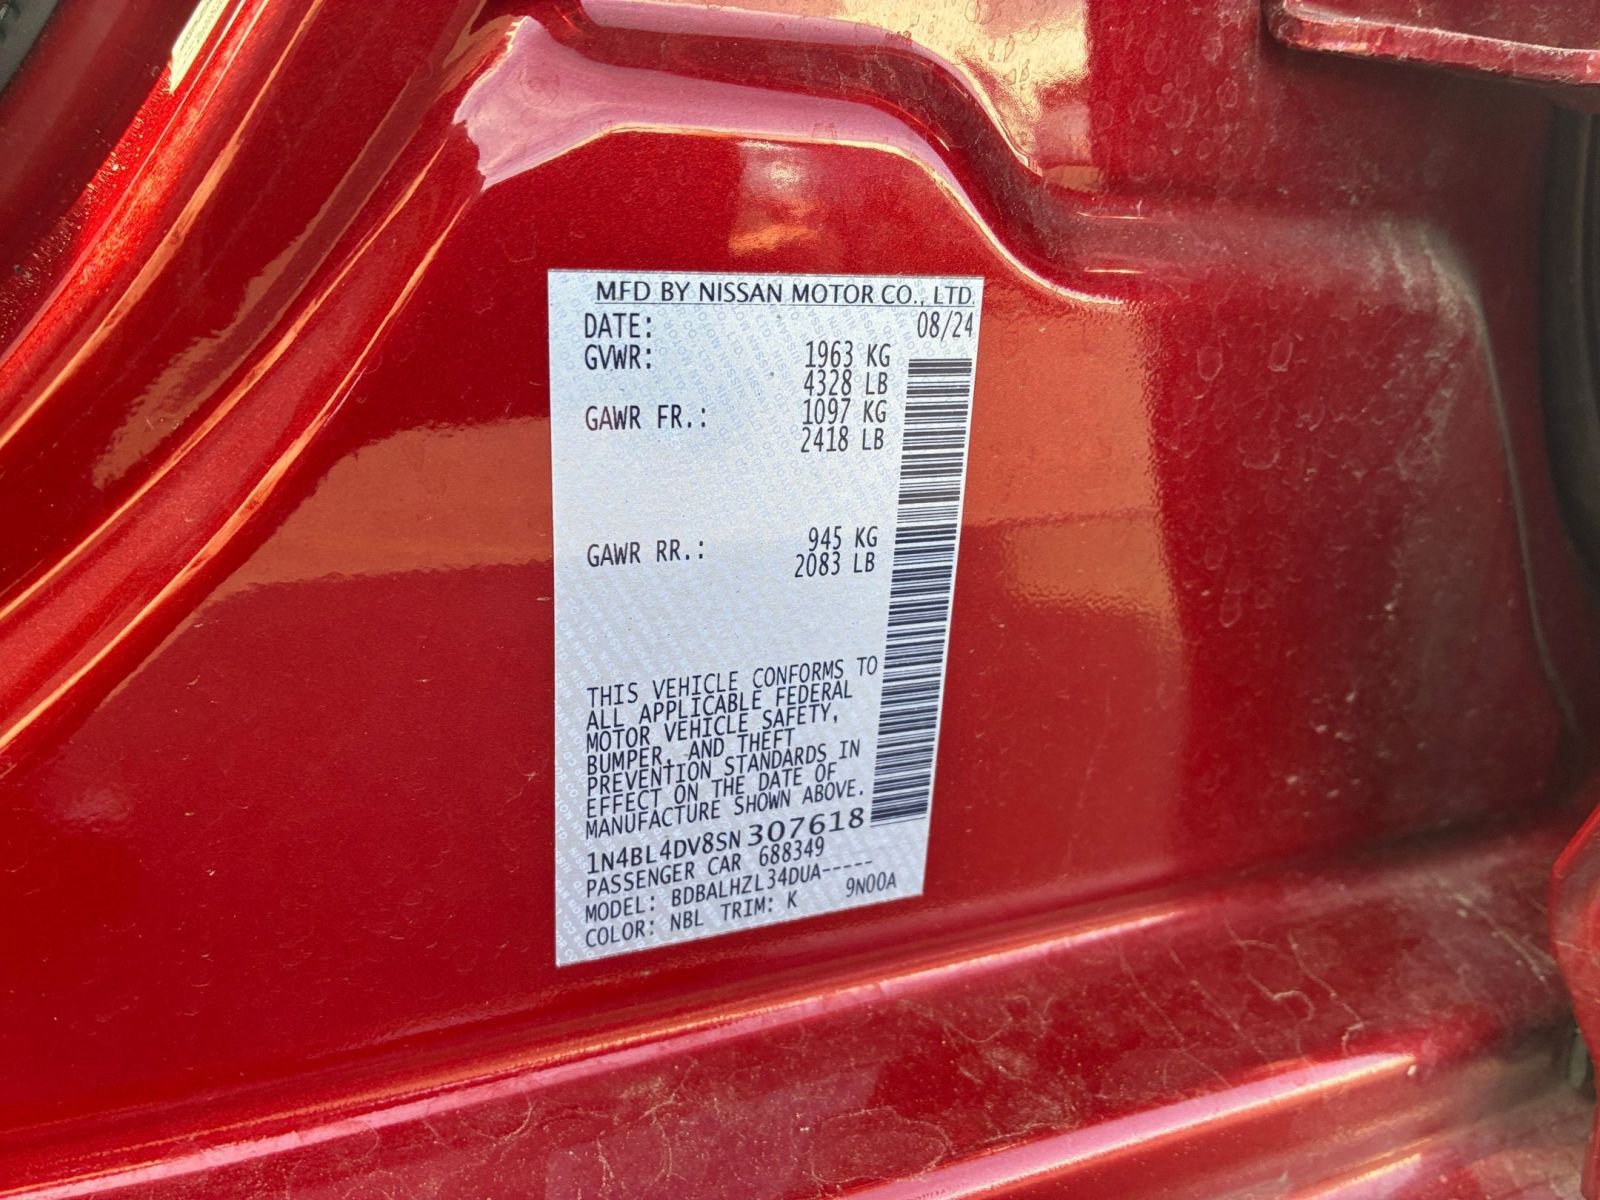 MFD BY NISSAN MOTOR CO., LTD.
DATE: 08/24
GVWR: 1963 KG
4328 LB
GAWR FR.: 1097 KG
2418 LB
GAWR RR.: 945 KG
2083 LB
THIS VEHICLE CONFORMS TO
ALL APPLICABLE FEDERAL
MOTOR VEHICLE SAFETY,
BUMPER, AND THEFT
PREVENTION STANDARDS IN
EFFECT ON THE DATE OF
MANUFACTURE SHOWN ABOVE.
1N4BL4DV8SN307618
PASSENGER CAR 688349
MODEL: BDBALHZL34DUA-----
COLOR: NBL TRIM: K 9N00A